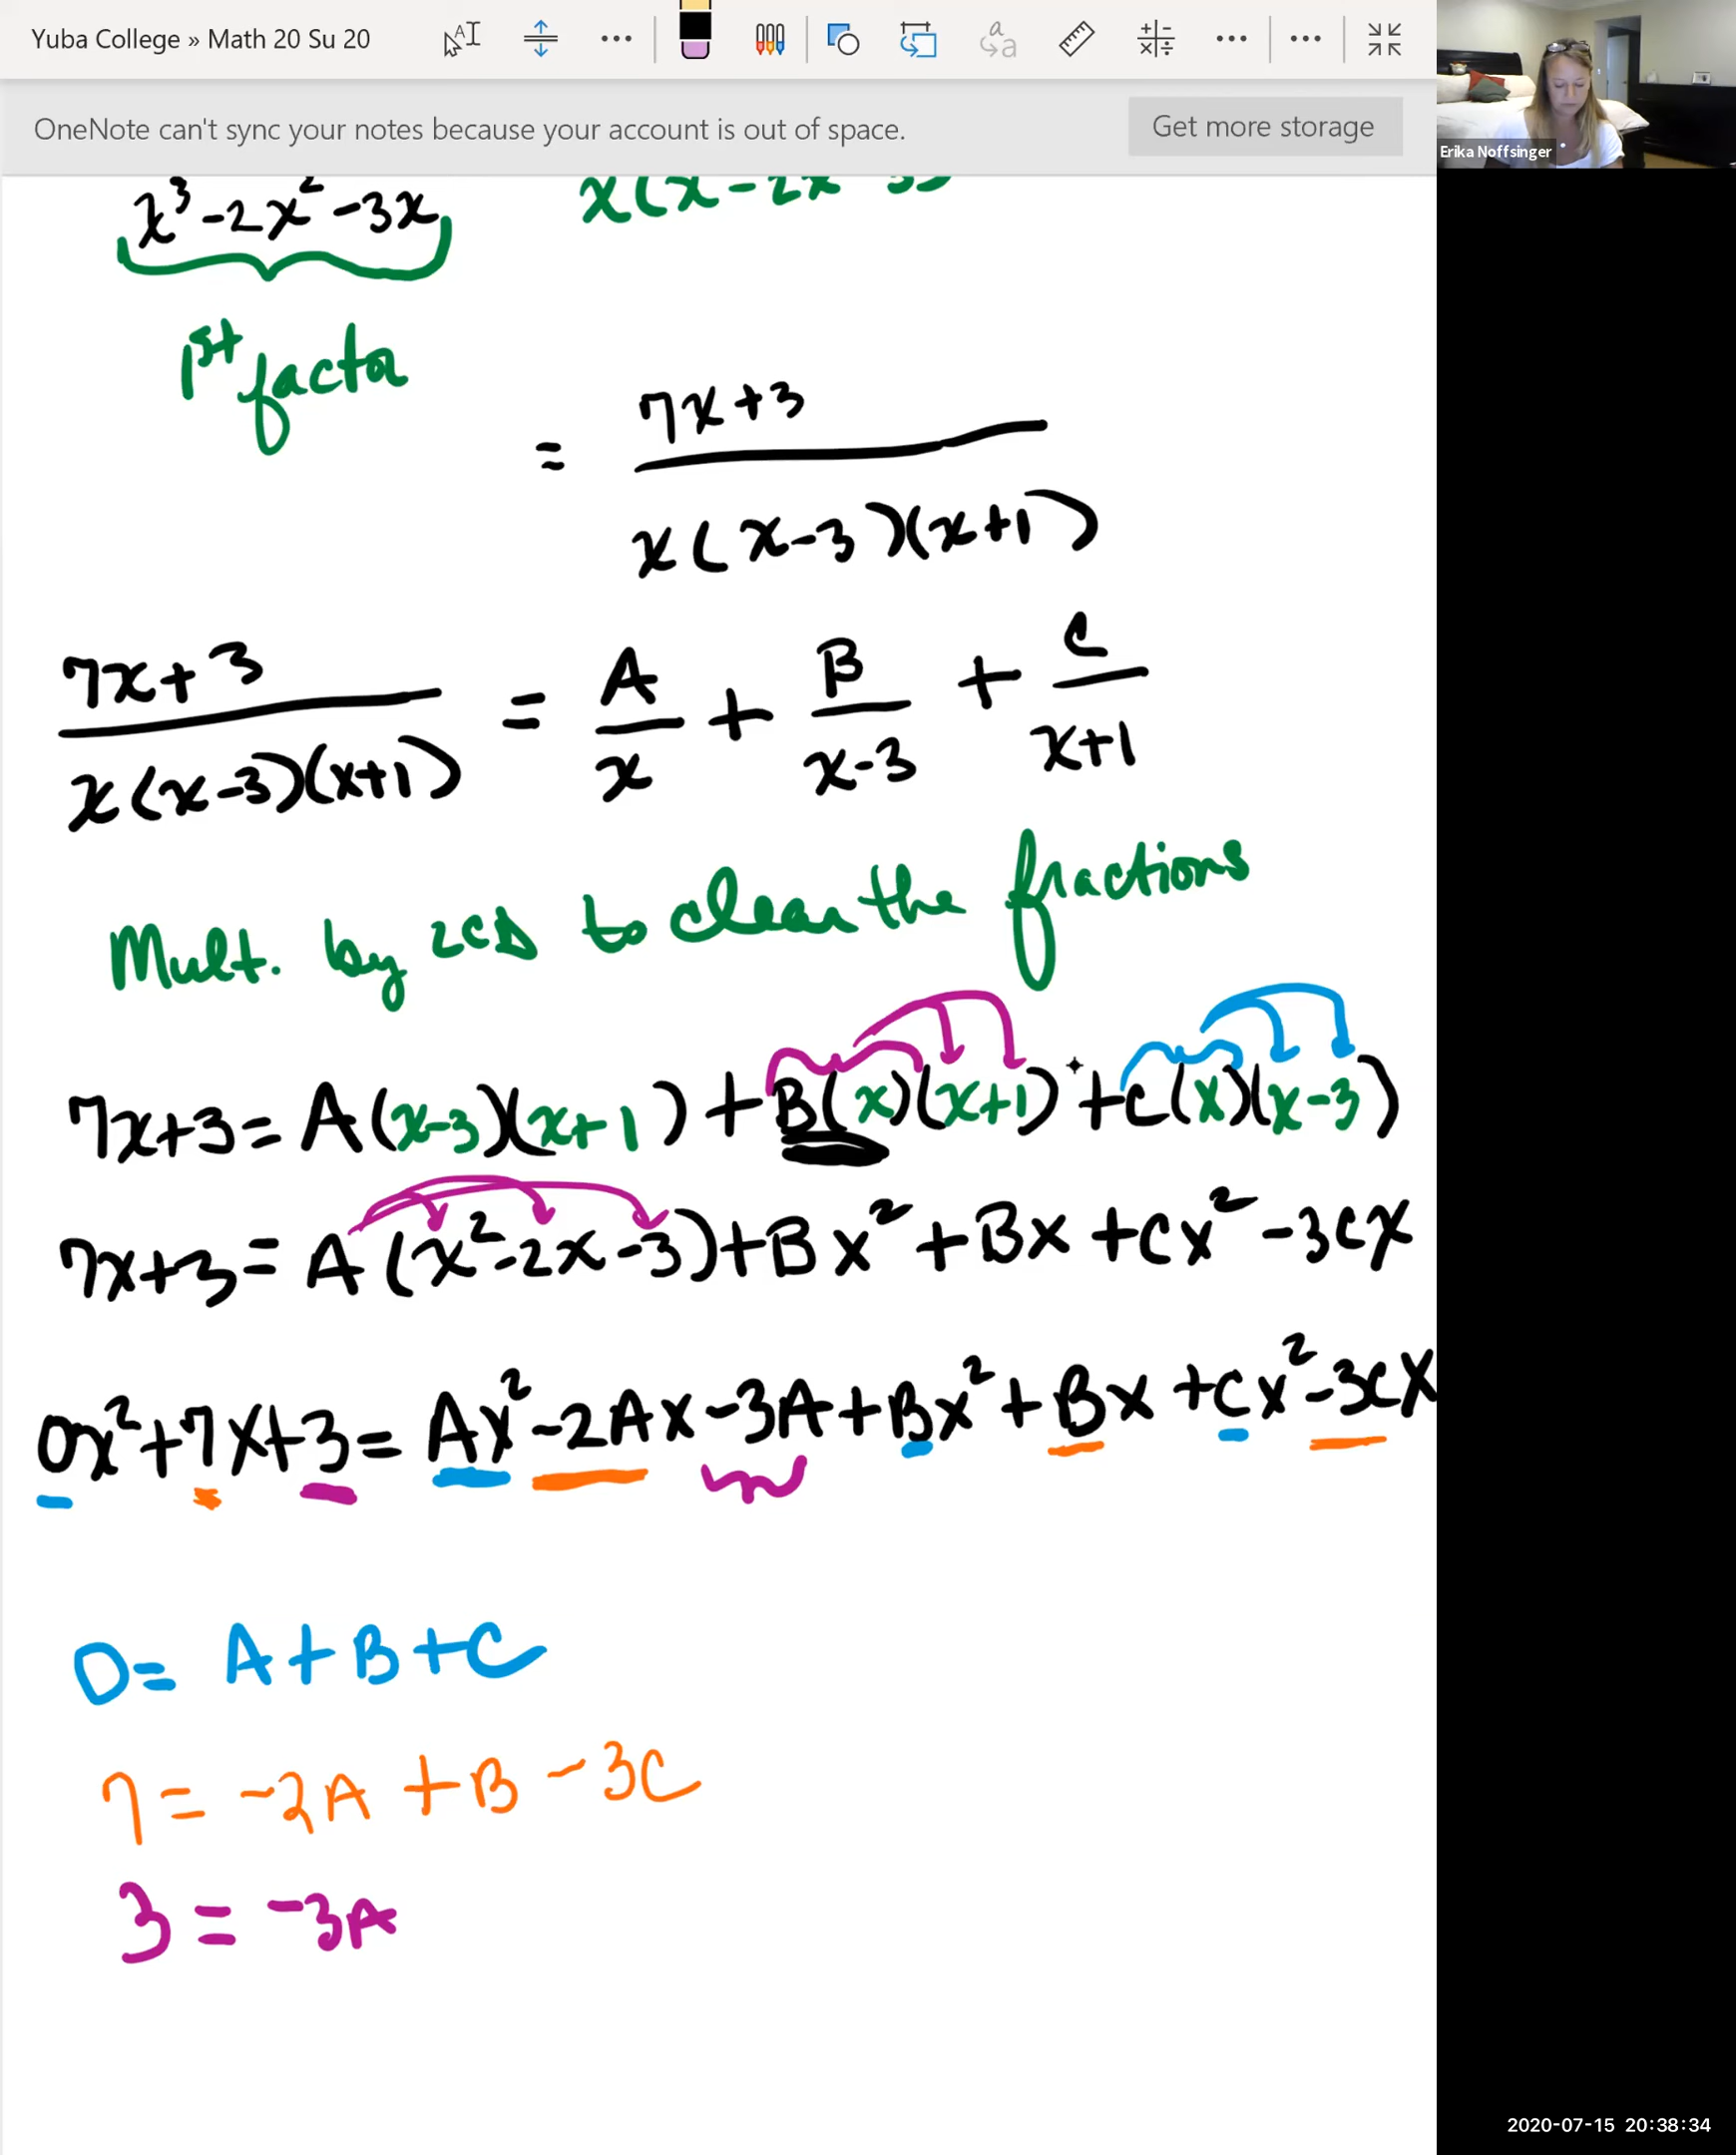 Yuba College » Math 20 Su 20
OneNote can't sync your notes because your account is out of space.
Get more storage
Erika Noffsinger
x³-2x²-3x
1st factor
= 7x+3
x(x-3)(x+1)
7x+3 = A + B + C
x(x-3)(x+1) x x-3 x+1
Mult. by LCD to clear the fractions
7x+3= A(x-3)(x+1) +B(x)(x+1) +C(x)(x-3)
7x+3= A(x²-2x-3)+Bx²+Bx+Cx²-3Cx
0x²+7x+3= Ax²-2Ax-3A+Bx²+Bx+Cx²-3Cx
0= A+B+C
7= -2A +B -3C
3 = -3A
2020-07-15 20:38:34